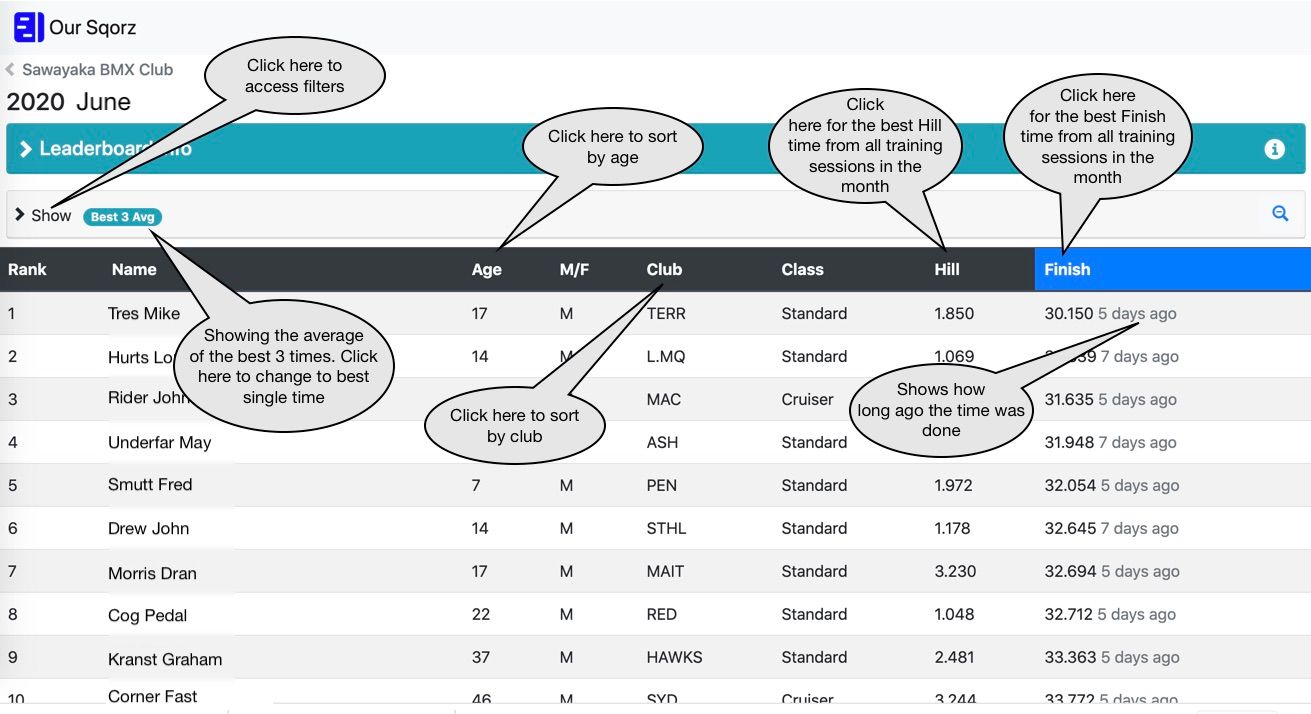 Our Sqorz
Sawayaka BMX Club
2020 June
Click here to
access filters
Click here to sort
by age
Click
here for the best Hill
time from all training
sessions in the
month
Click here
for the best Finish
time from all training
sessions in the
month
Leaderboard
Show Best 3 Avg
Rank Name Age M/F Club Class Hill Finish
1 Tres Mike 17 M TERR Standard 1.850 30.150 5 days ago
2 Hurts 14 M L.MQ Standard 1.069 7 days ago
3 Rider John MAC Cruiser 31.635 5 days ago
4 Underfar May ASH Standard 31.948 7 days ago
5 Smutt Fred 7 M PEN Standard 1.972 32.054 5 days ago
6 Drew John 14 M STHL Standard 1.178 32.645 7 days ago
7 Morris Dran 17 M MAIT Standard 3.230 32.694 5 days ago
8 Cog Pedal 22 M RED Standard 1.048 32.712 5 days ago
9 Kranst Graham 37 M HAWKS Standard 2.481 33.363 5 days ago
10 Corner Fast 46 M SYD Cruiser 3.244 33.772 5 days ago
Showing the average
of the best 3 times. Click
here to change to best
single time
Click here to sort
by club
Shows how
long ago the time was
done